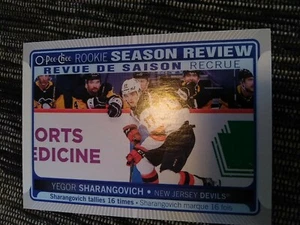 O-Pee-Chee ROOKIE SEASON REVIEW
REVUE DE SAISON RECRUE
ORTS
EDICINE
YEGOR SHARANGOVICH • NEW JERSEY DEVILS
Sharangovich tallies 16 times • Sharangovich marque 16 fois